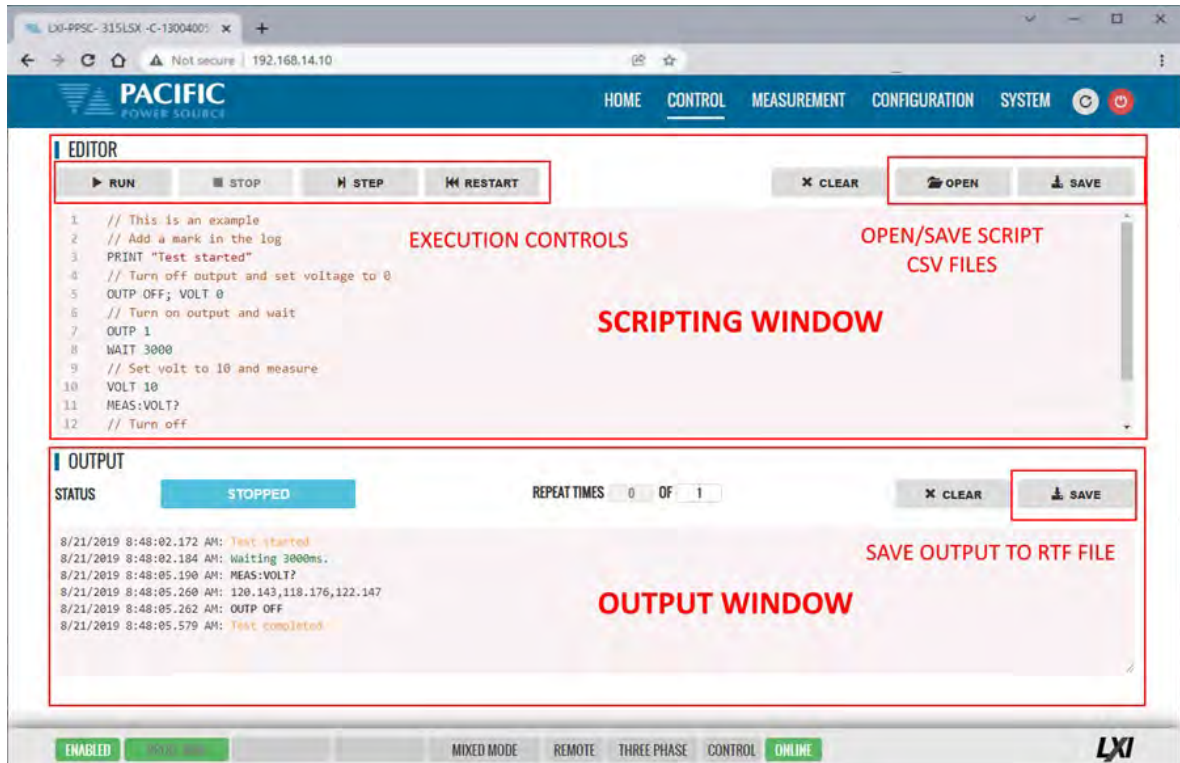 LXI-PPSC- 315LSX -C-13004005
Not secure 192.168.14.10
PACIFIC
POWER SOURCE
HOME CONTROL MEASUREMENT CONFIGURATION SYSTEM
EDITOR
RUN STOP STEP RESTART CLEAR OPEN SAVE
1 // This is an example
2 // Add a mark in the log
3 PRINT "Test started"
4 // Turn off output and set voltage to 0
5 OUTP OFF; VOLT 0
6 // Turn on output and wait
7 OUTP 1
8 WAIT 3000
9 // Set volt to 10 and measure
10 VOLT 10
11 MEAS:VOLT?
12 // Turn off
EXECUTION CONTROLS
OPEN/SAVE SCRIPT
CSV FILES
SCRIPTING WINDOW
OUTPUT
STATUS STOPPED REPEAT TIMES 0 OF 1 CLEAR SAVE
8/21/2019 8:48:02.172 AM: Test started
8/21/2019 8:48:02.184 AM: Waiting 3000ms.
8/21/2019 8:48:05.190 AM: MEAS:VOLT?
8/21/2019 8:48:05.260 AM: 120.143,118.176,122.147
8/21/2019 8:48:05.262 AM: OUTP OFF
8/21/2019 8:48:05.579 AM: Test completed
SAVE OUTPUT TO RTF FILE
OUTPUT WINDOW
ENABLED MIXED MODE REMOTE THREE PHASE CONTROL ONLINE LXI